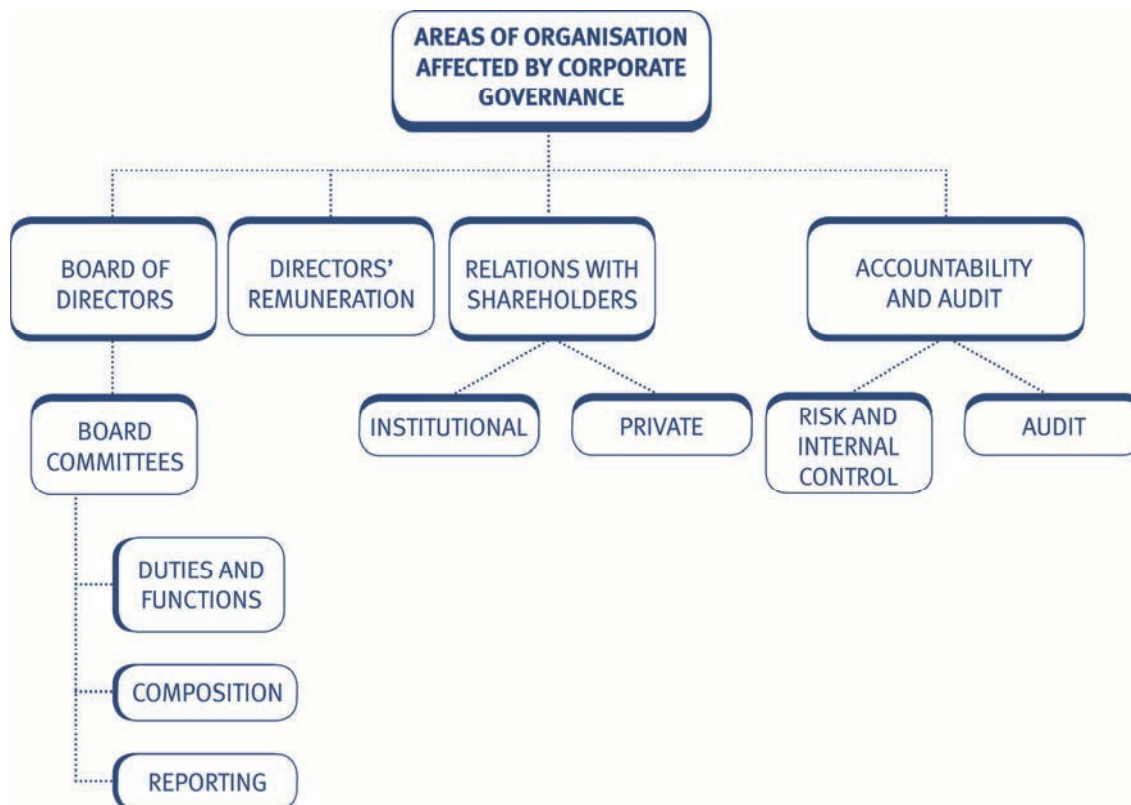 AREAS OF ORGANISATION
AFFECTED BY CORPORATE
GOVERNANCE
BOARD OF
DIRECTORS
DIRECTORS’
REMUNERATION
RELATIONS WITH
SHAREHOLDERS
ACCOUNTABILITY
AND AUDIT
BOARD
COMMITTEES
INSTITUTIONAL
PRIVATE
RISK AND
INTERNAL
CONTROL
AUDIT
DUTIES AND
FUNCTIONS
COMPOSITION
REPORTING